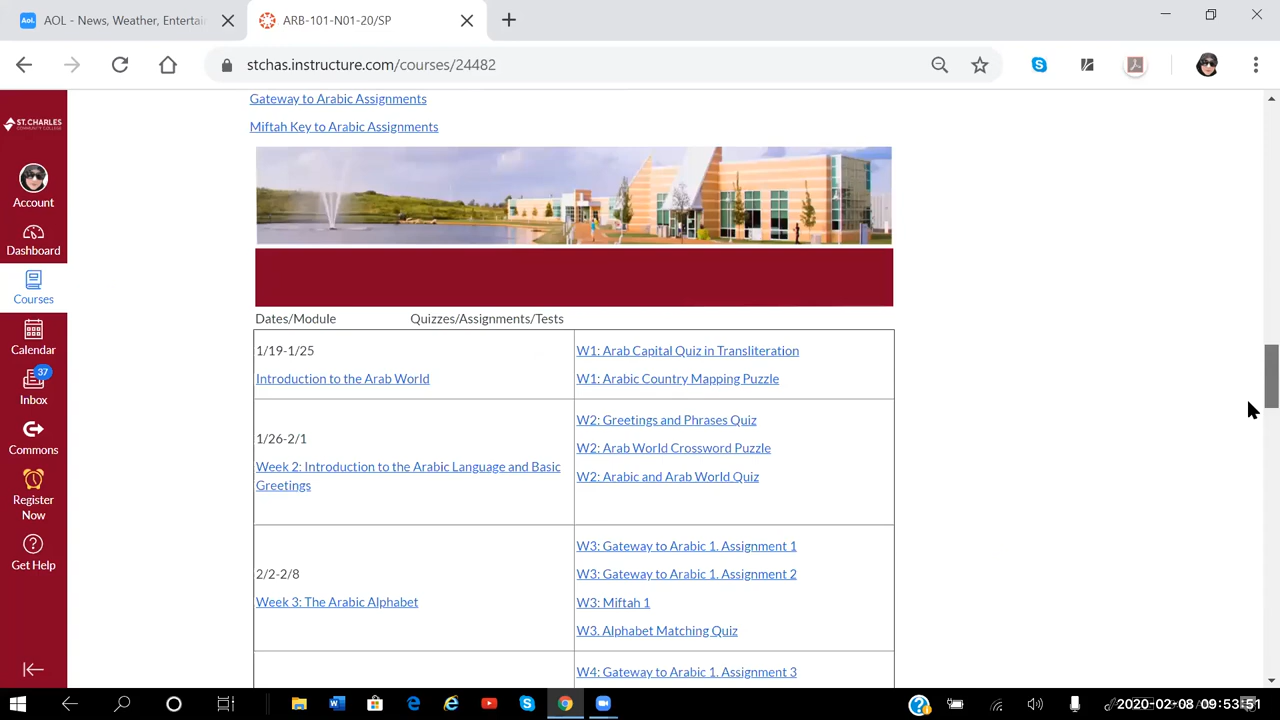 AOL - News, Weather, Entertai
ARB-101-N01-20/SP
stchas.instructure.com/courses/24482
ST.CHARLES
COMMUNITY COLLEGE
Account
Dashboard
Courses
Calendar
37
Inbox
Commons
Register
Now
Get Help
Gateway to Arabic Assignments
Miftah Key to Arabic Assignments
Dates/Module Quizzes/Assignments/Tests
1/19-1/25
Introduction to the Arab World
W1: Arab Capital Quiz in Transliteration
W1: Arabic Country Mapping Puzzle
1/26-2/1
Week 2: Introduction to the Arabic Language and Basic
Greetings
W2: Greetings and Phrases Quiz
W2: Arab World Crossword Puzzle
W2: Arabic and Arab World Quiz
2/2-2/8
Week 3: The Arabic Alphabet
W3: Gateway to Arabic 1. Assignment 1
W3: Gateway to Arabic 1. Assignment 2
W3: Miftah 1
W3. Alphabet Matching Quiz
W4: Gateway to Arabic 1. Assignment 3
2020-02-08 09:53:51